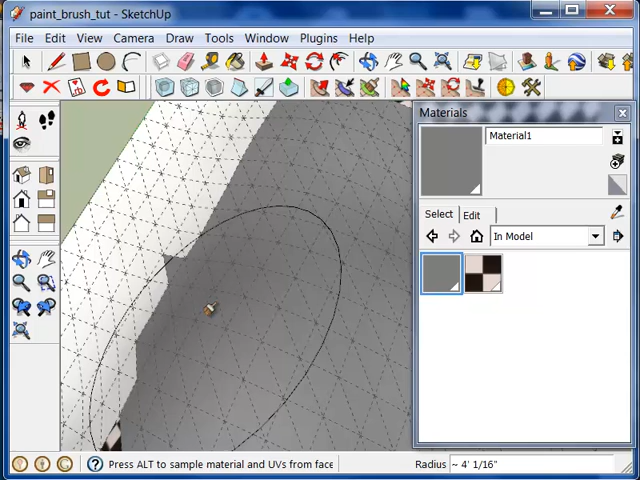 paint_brush_tut - SketchUp
File Edit View Camera Draw Tools Window Plugins Help
Materials
Material1
Select Edit
In Model
Press ALT to sample material and UVs from face
Radius ~ 4' 1/16"